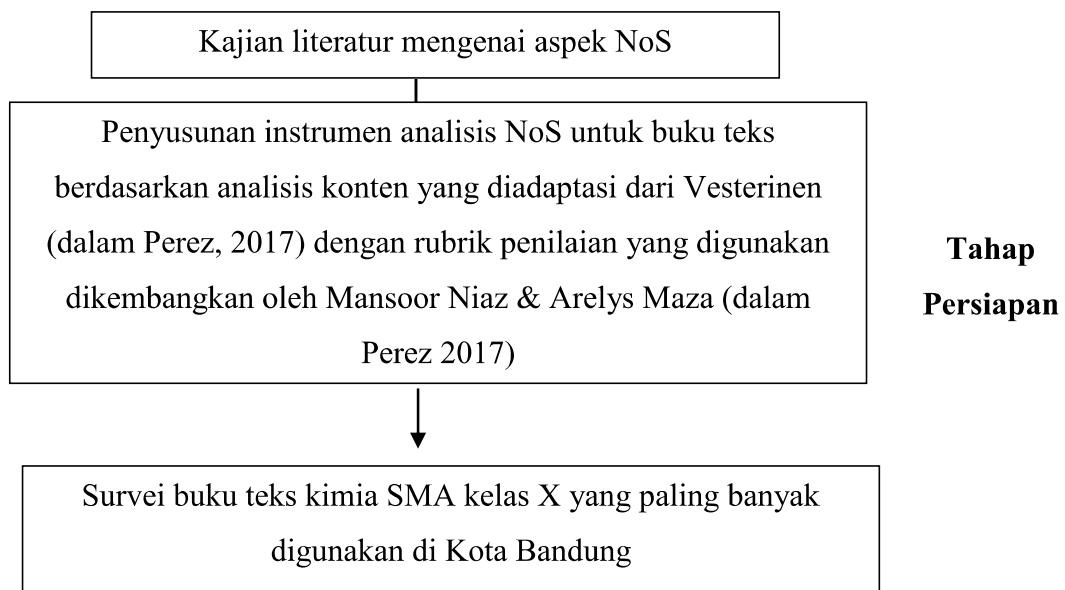 Kajian literatur mengenai aspek NoS
Penyusunan instrumen analisis NoS untuk buku teks
berdasarkan analisis konten yang diadaptasi dari Vesterinen
(dalam Perez, 2017) dengan rubrik penilaian yang digunakan
dikembangkan oleh Mansoor Niaz & Arelys Maza (dalam
Perez 2017)
Tahap
Persiapan
Survei buku teks kimia SMA kelas X yang paling banyak
digunakan di Kota Bandung